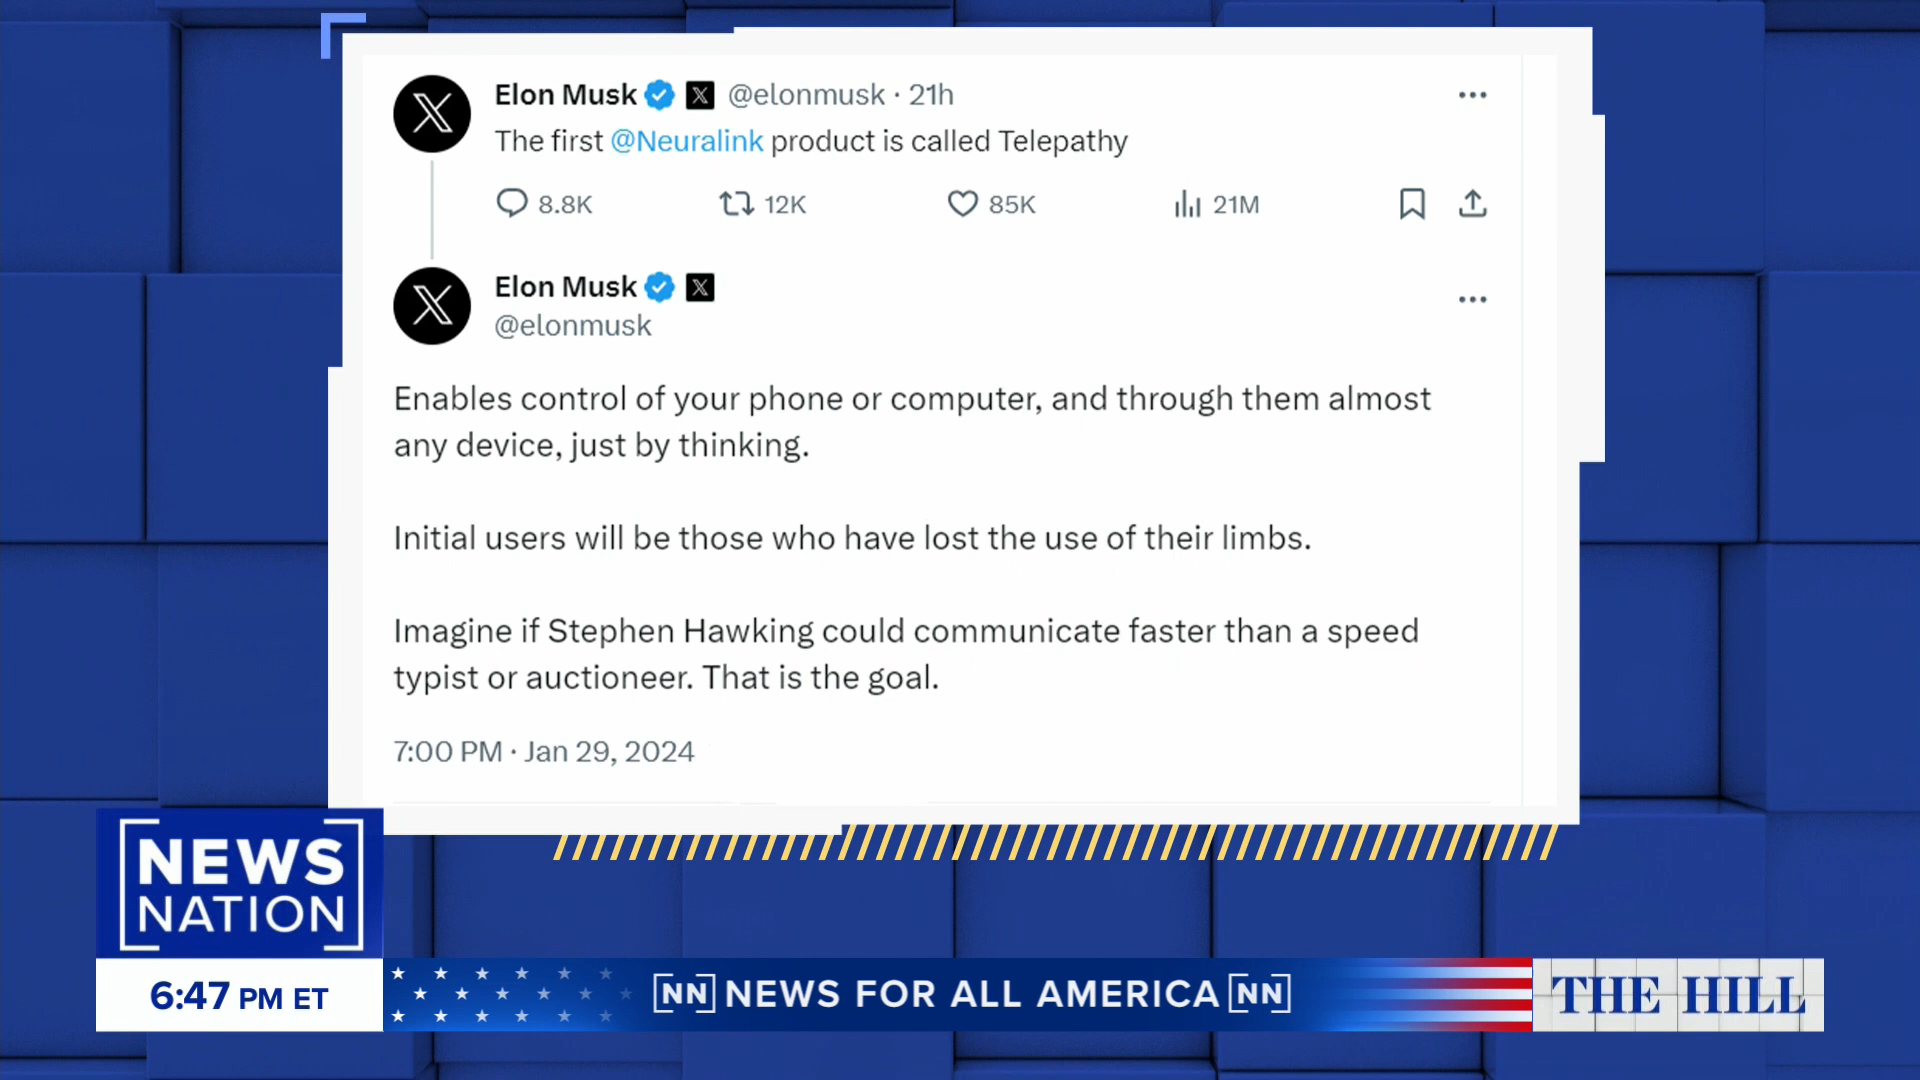 Elon Musk @elonmusk · 21h
The first @Neuralink product is called Telepathy
8.8K 12K 85K 21M
Elon Musk
@elonmusk
Enables control of your phone or computer, and through them almost
any device, just by thinking.
Initial users will be those who have lost the use of their limbs.
Imagine if Stephen Hawking could communicate faster than a speed
typist or auctioneer. That is the goal.
7:00 PM · Jan 29, 2024
NEWS
NATION
6:47 PM ET
NN NEWS FOR ALL AMERICA NN
THE HILL